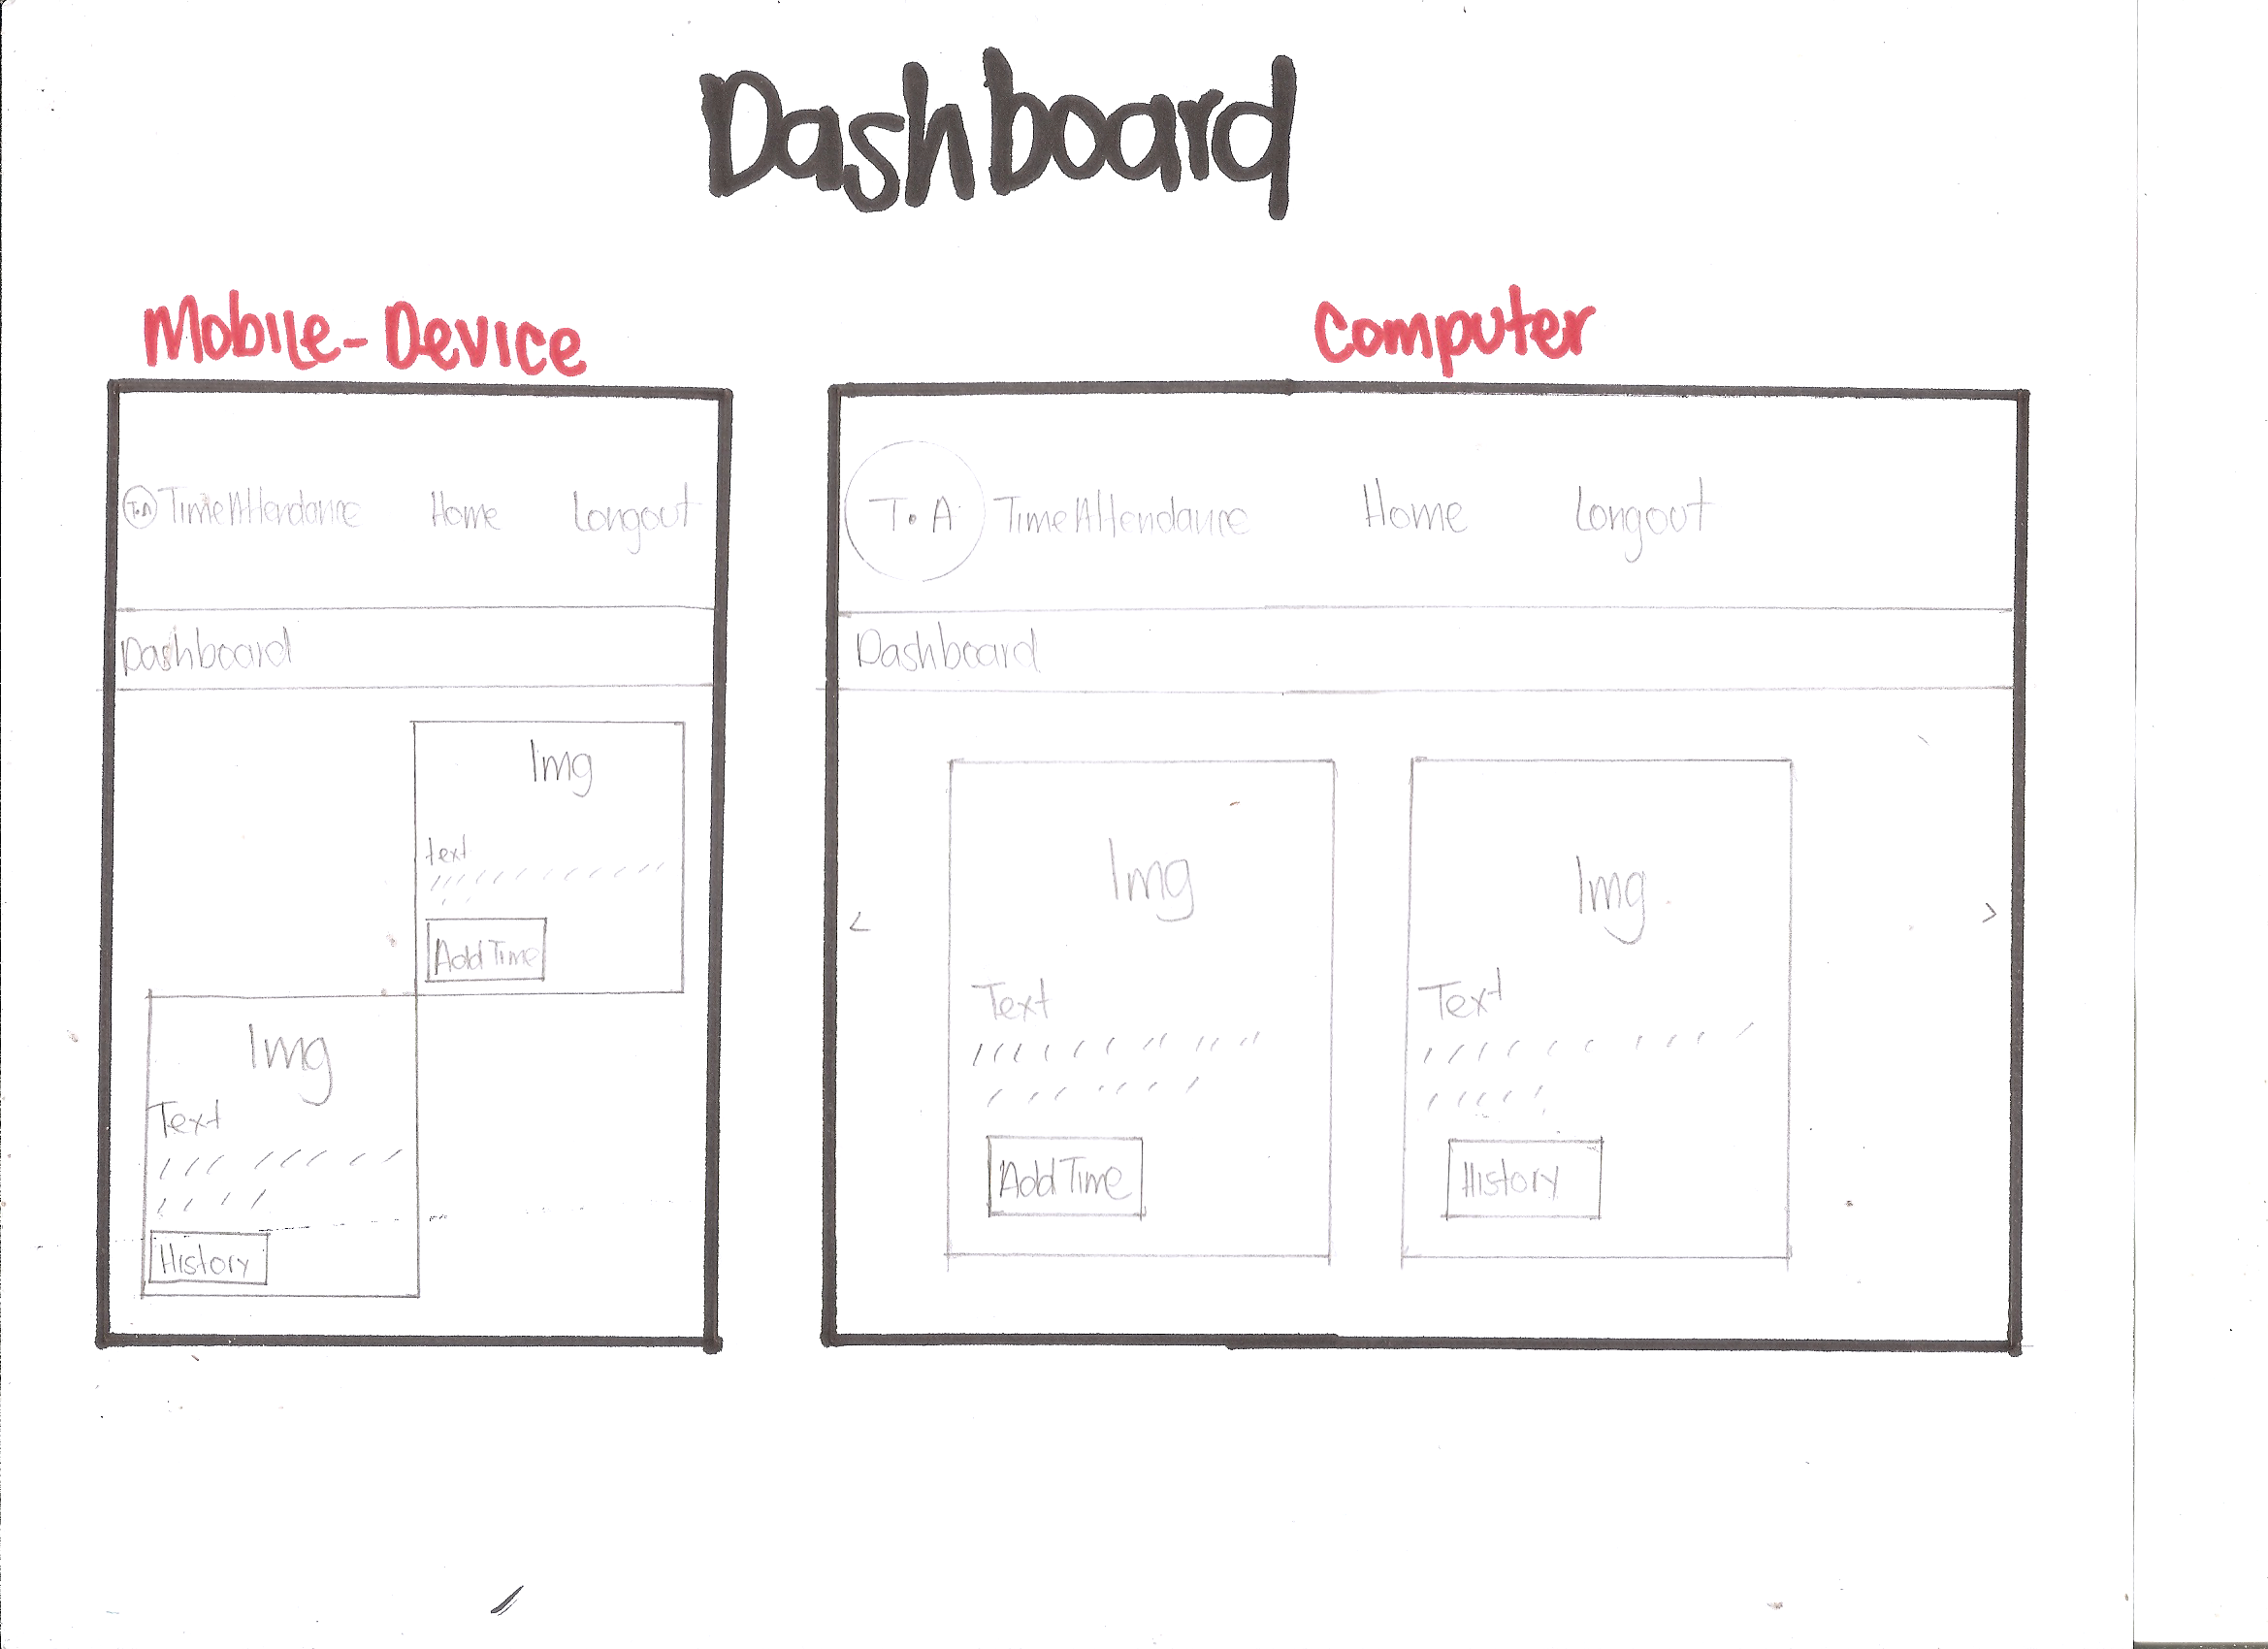 Dashboard
Mobile-Device
T.A TimeAttendance Home Longout
Dashboard
Img
text
Add Time
Img
Text
History
Computer
T.A TimeAttendance Home Longout
Dashboard
< >
Img
Text
Add Time
Img
Text
History